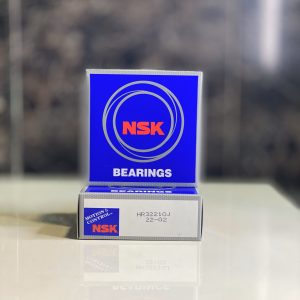 NSK
BEARINGS
MOTION &
CONTROL
NSK
HR32210J
22-02